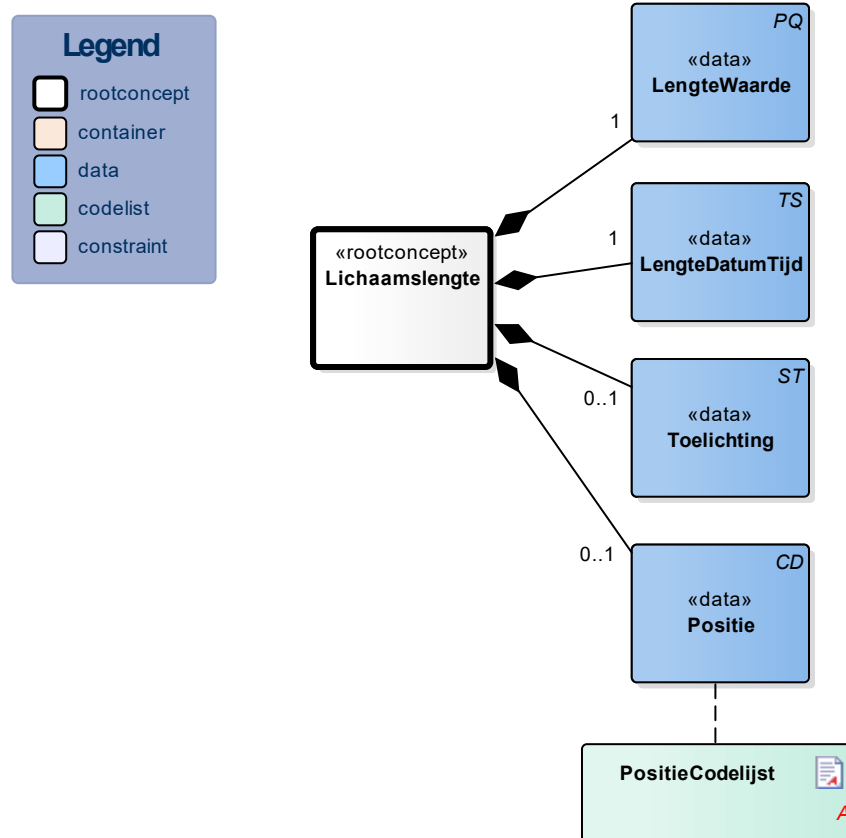 Legend
rootconcept
container
data
codelist
constraint
«rootconcept»
Lichaamslengte
PQ
«data»
LengteWaarde
1
TS
«data»
LengteDatumTijd
1
ST
«data»
Toelichting
0..1
CD
«data»
Positie
0..1
PositieCodelijst
A